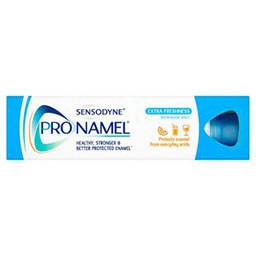 SENSODYNE®
PRONAMEL®
HEALTHY, STRONGER &
BETTER PROTECTED ENAMEL
EXTRA FRESHNESS
Protects enamel
from everyday acids